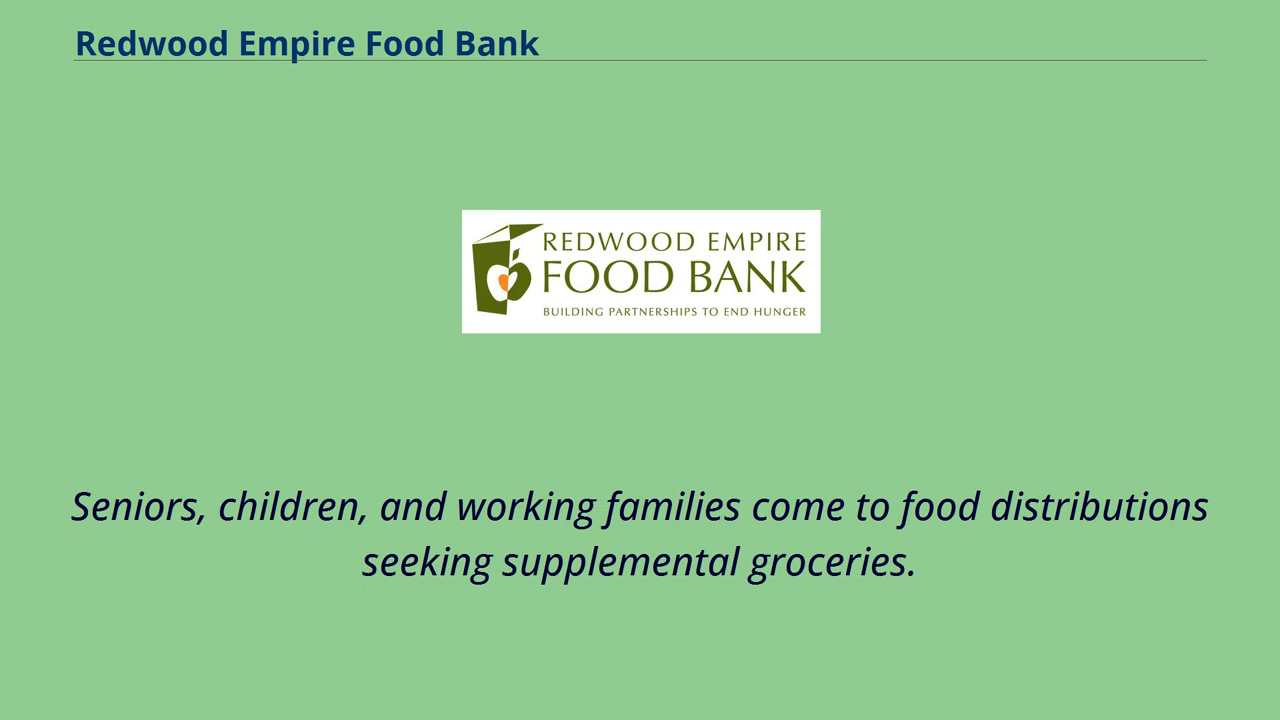 Redwood Empire Food Bank
REDWOOD EMPIRE
FOOD BANK
BUILDING PARTNERSHIPS TO END HUNGER
Seniors, children, and working families come to food distributions
seeking supplemental groceries.